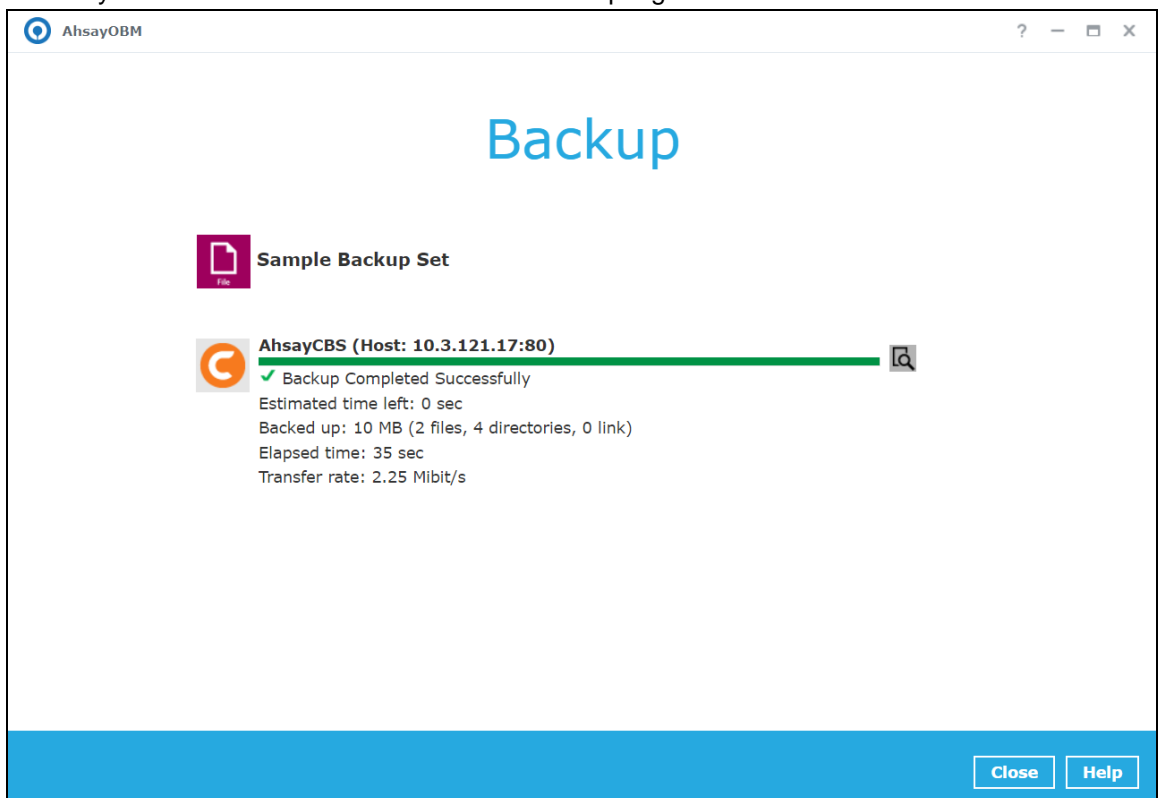 AhsayOBM
?
Backup
File
Sample Backup Set
AhsayCBS (Host: 10.3.121.17:80)
Backup Completed Successfully
Estimated time left: 0 sec
Backed up: 10 MB (2 files, 4 directories, 0 link)
Elapsed time: 35 sec
Transfer rate: 2.25 Mibit/s
Close Help